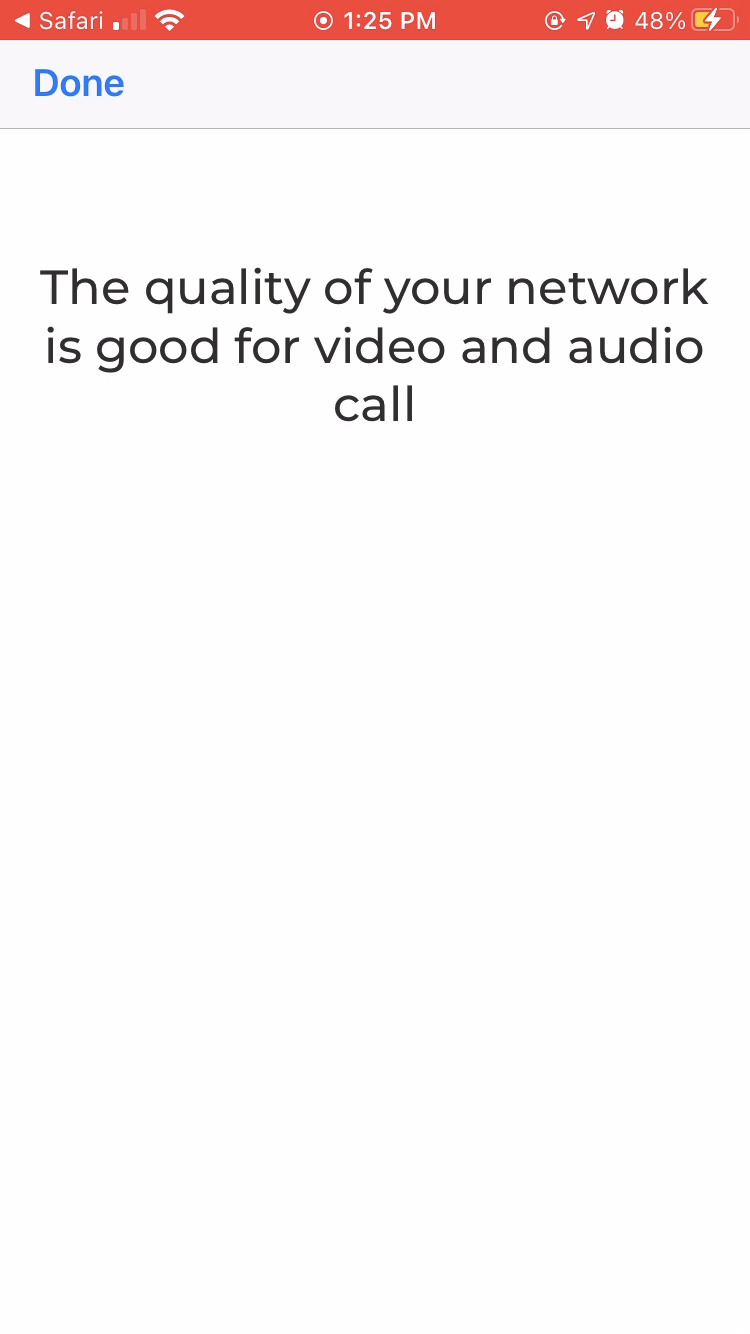 Safari 1:25 PM 48%
Done
The quality of your network
is good for video and audio
call